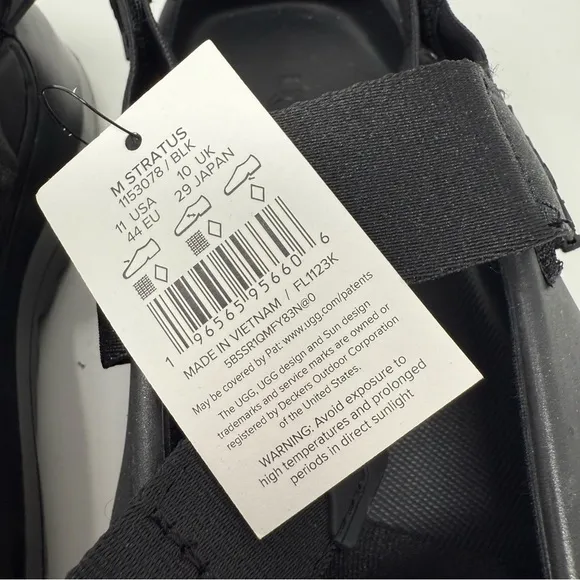 M STRATUS
1153078 / BLK
11 USA 10 UK
44 EU 29 JAPAN
1 96565 95660 6
MADE IN VIETNAM / FL1123K
5BSSR1QMFY83N@0
May be covered by Pat: www.ugg.com/patents
The UGG, UGG design and Sun design
trademarks and service marks are owned or
registered by Deckers Outdoor Corporation
of the United States.
WARNING: Avoid exposure to
high temperatures and prolonged
periods in direct sunlight